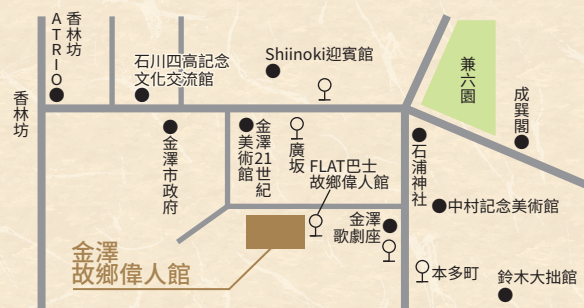 香林坊
ATRIO
石川四高記念
文化交流館
Shiinoki迎賓館
兼六園
成巽閣
香林坊
金澤市政府
金澤21世紀
美術館
廣坂
FLAT巴士
故鄉偉人館
石浦神社
中村記念美術館
金澤
歌劇座
金澤
故鄉偉人館
本多町
鈴木大拙館